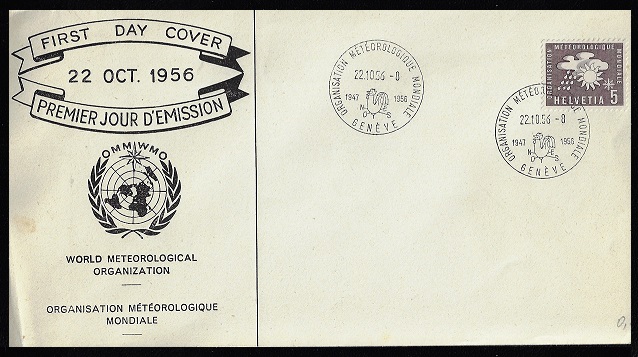 FIRST DAY COVER
22 OCT. 1956
PREMIER JOUR D'EMISSION
OMM WMO
WORLD METEOROLOGICAL
ORGANIZATION
ORGANISATION MÉTÉOROLOGIQUE
MONDIALE
ORGANISATION MÉTÉOROLOGIQUE MONDIALE
22.10.56 -8
1947 1956
N E
O S
GENÈVE
ORGANISATION MÉTÉOROLOGIQUE MONDIALE
22.10.56 -8
1947 1956
N E
O S
GENÈVE
ORGANISATION MÉTÉOROLOGIQUE MONDIALE
HELVETIA 5